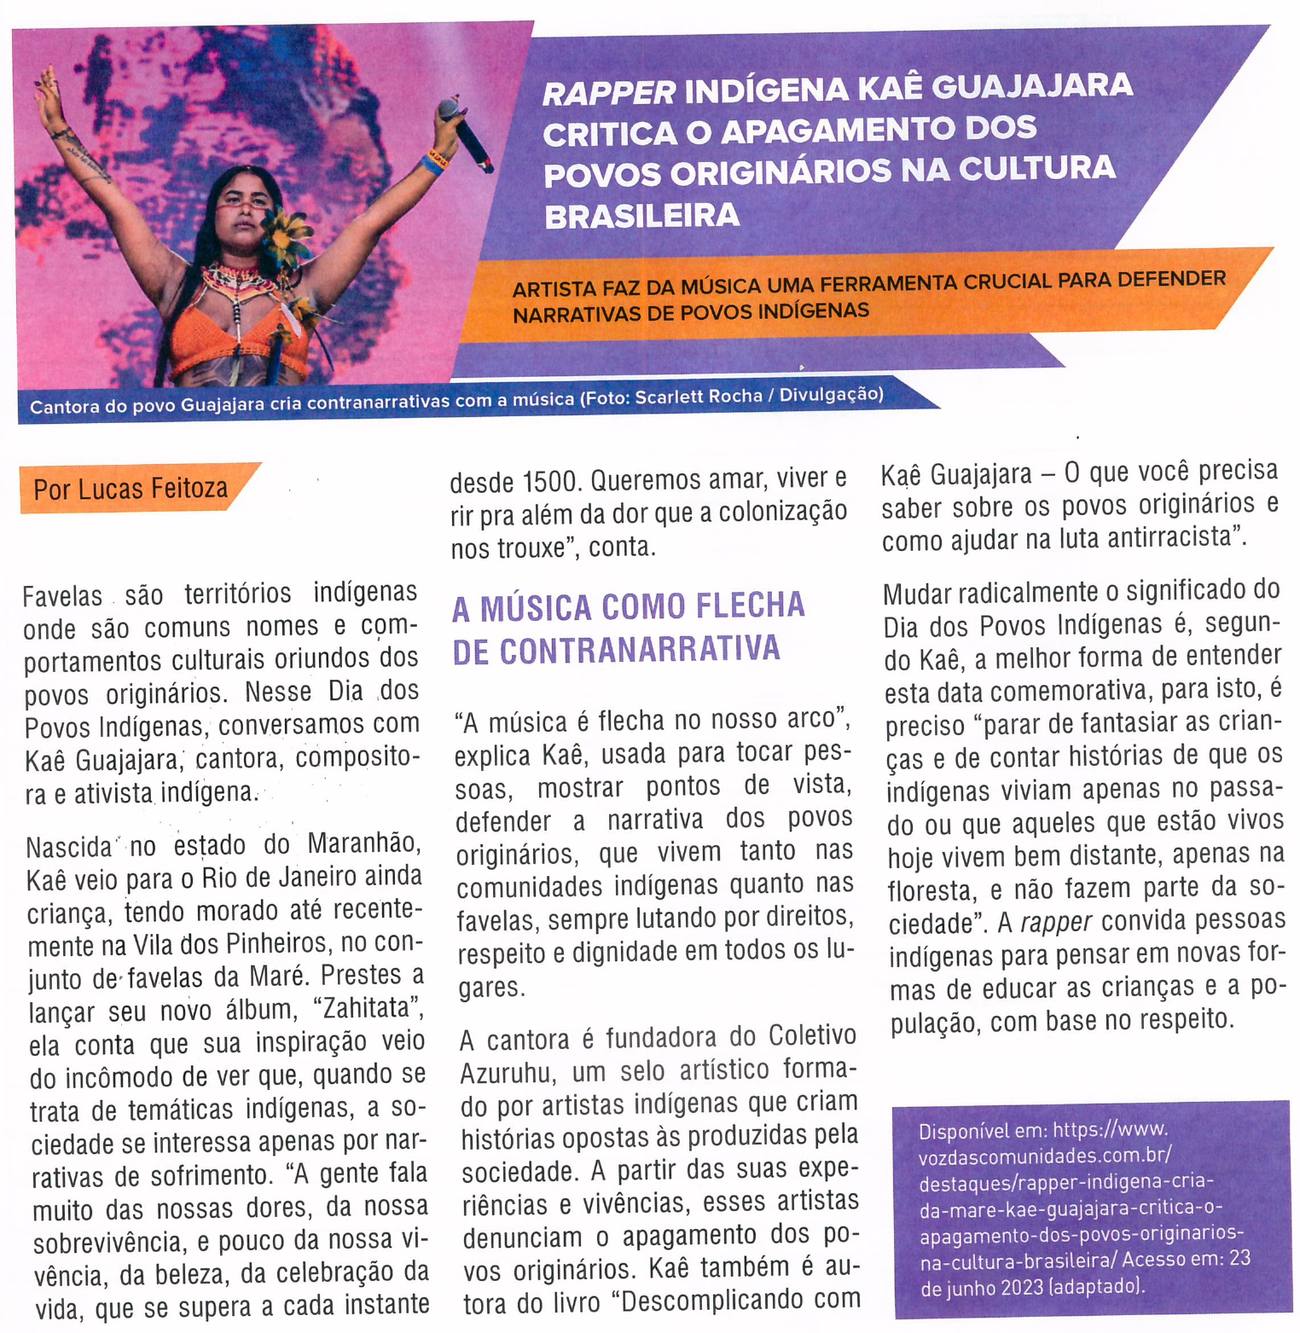 RAPPER INDÍGENA KAÊ GUAJAJARA
CRITICA O APAGAMENTO DOS
POVOS ORIGINÁRIOS NA CULTURA
BRASILEIRA
ARTISTA FAZ DA MÚSICA UMA FERRAMENTA CRUCIAL PARA DEFENDER
NARRATIVAS DE POVOS INDÍGENAS
Cantora do povo Guajajara cria contranarrativas com a música (Foto: Scarlett Rocha / Divulgação)
Por Lucas Feitoza
Favelas são territórios indígenas
onde são comuns nomes e com-
portamentos culturais oriundos dos
povos originários. Nesse Dia dos
Povos Indígenas, conversamos com
Kaê Guajajara, cantora, composito-
ra e ativista indígena.
Nascida no estado do Maranhão,
Kaê veio para o Rio de Janeiro ainda
criança, tendo morado até recente-
mente na Vila dos Pinheiros, no con-
junto de favelas da Maré. Prestes a
lançar seu novo álbum, “Zahitata”,
ela conta que sua inspiração veio
do incômodo de ver que, quando se
trata de temáticas indígenas, a so-
ciedade se interessa apenas por nar-
rativas de sofrimento. “A gente fala
muito das nossas dores, da nossa
sobrevivência, e pouco da nossa vi-
vência, da beleza, da celebração da
vida, que se supera a cada instante
desde 1500. Queremos amar, viver e
rir pra além da dor que a colonização
nos trouxe”, conta.
A MÚSICA COMO FLECHA
DE CONTRANARRATIVA
“A música é flecha no nosso arco”,
explica Kaê, usada para tocar pes-
soas, mostrar pontos de vista,
defender a narrativa dos povos
originários, que vivem tanto nas
comunidades indígenas quanto nas
favelas, sempre lutando por direitos,
respeito e dignidade em todos os lu-
gares.
A cantora é fundadora do Coletivo
Azuruhu, um selo artístico forma-
do por artistas indígenas que criam
histórias opostas às produzidas pela
sociedade. A partir das suas expe-
riências e vivências, esses artistas
denunciam o apagamento dos po-
vos originários. Kaê também é au-
tora do livro “Descomplicando com
Kaê Guajajara – O que você precisa
saber sobre os povos originários e
como ajudar na luta antirracista”.
Mudar radicalmente o significado do
Dia dos Povos Indígenas é, segun-
do Kaê, a melhor forma de entender
esta data comemorativa, para isto, é
preciso “parar de fantasiar as crian-
ças e de contar histórias de que os
indígenas viviam apenas no passa-
do ou que aqueles que estão vivos
hoje vivem bem distante, apenas na
floresta, e não fazem parte da so-
ciedade”. A rapper convida pessoas
indígenas para pensar em novas for-
mas de educar as crianças e a po-
pulação, com base no respeito.
Disponível em: https://www.
vozdascomunidades.com.br/
destaques/rapper-indigena-cria-
da-mare-kae-guajajara-critica-o-
apagamento-dos-povos-originarios-
na-cultura-brasileira/ Acesso em: 23
de junho 2023 (adaptado).